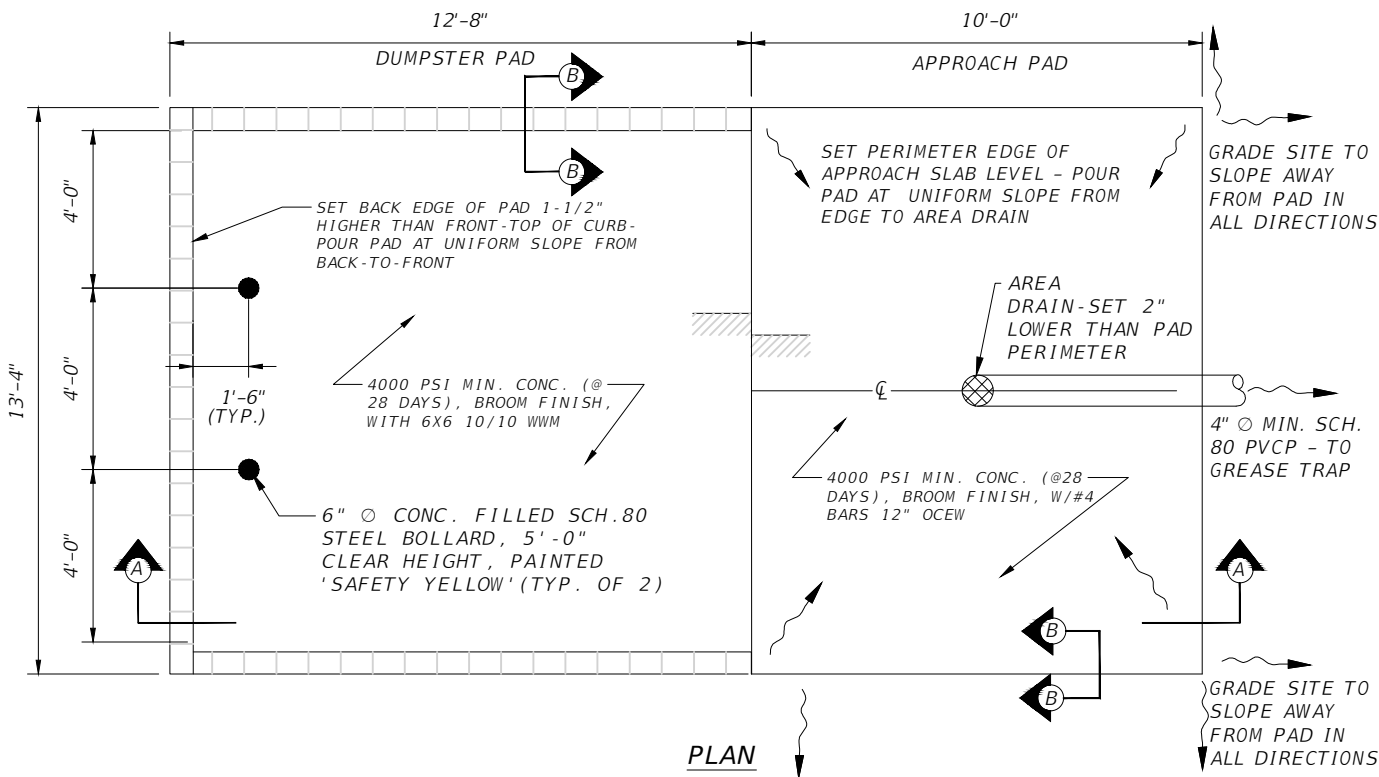 12'-8"
10'-0"
DUMPSTER PAD
APPROACH PAD
B
B
SET PERIMETER EDGE OF
APPROACH SLAB LEVEL – POUR
PAD AT UNIFORM SLOPE FROM
EDGE TO AREA DRAIN
GRADE SITE TO
SLOPE AWAY
FROM PAD IN
ALL DIRECTIONS
4'-0"
SET BACK EDGE OF PAD 1-1/2"
HIGHER THAN FRONT-TOP OF CURB-
POUR PAD AT UNIFORM SLOPE FROM
BACK-TO-FRONT
AREA
DRAIN-SET 2"
LOWER THAN PAD
PERIMETER
13'-4"
4'-0"
1'-6"
(TYP.)
4000 PSI MIN. CONC. (@
28 DAYS), BROOM FINISH,
WITH 6X6 10/10 WWM
℄
4" ∅ MIN. SCH.
80 PVCP – TO
GREASE TRAP
4000 PSI MIN. CONC. (@28
DAYS), BROOM FINISH, W/#4
BARS 12" OCEW
6" ∅ CONC. FILLED SCH.80
STEEL BOLLARD, 5'-0"
CLEAR HEIGHT, PAINTED
'SAFETY YELLOW'(TYP. OF 2)
4'-0"
A
A
B
B
GRADE SITE TO
SLOPE AWAY
FROM PAD IN
ALL DIRECTIONS
PLAN